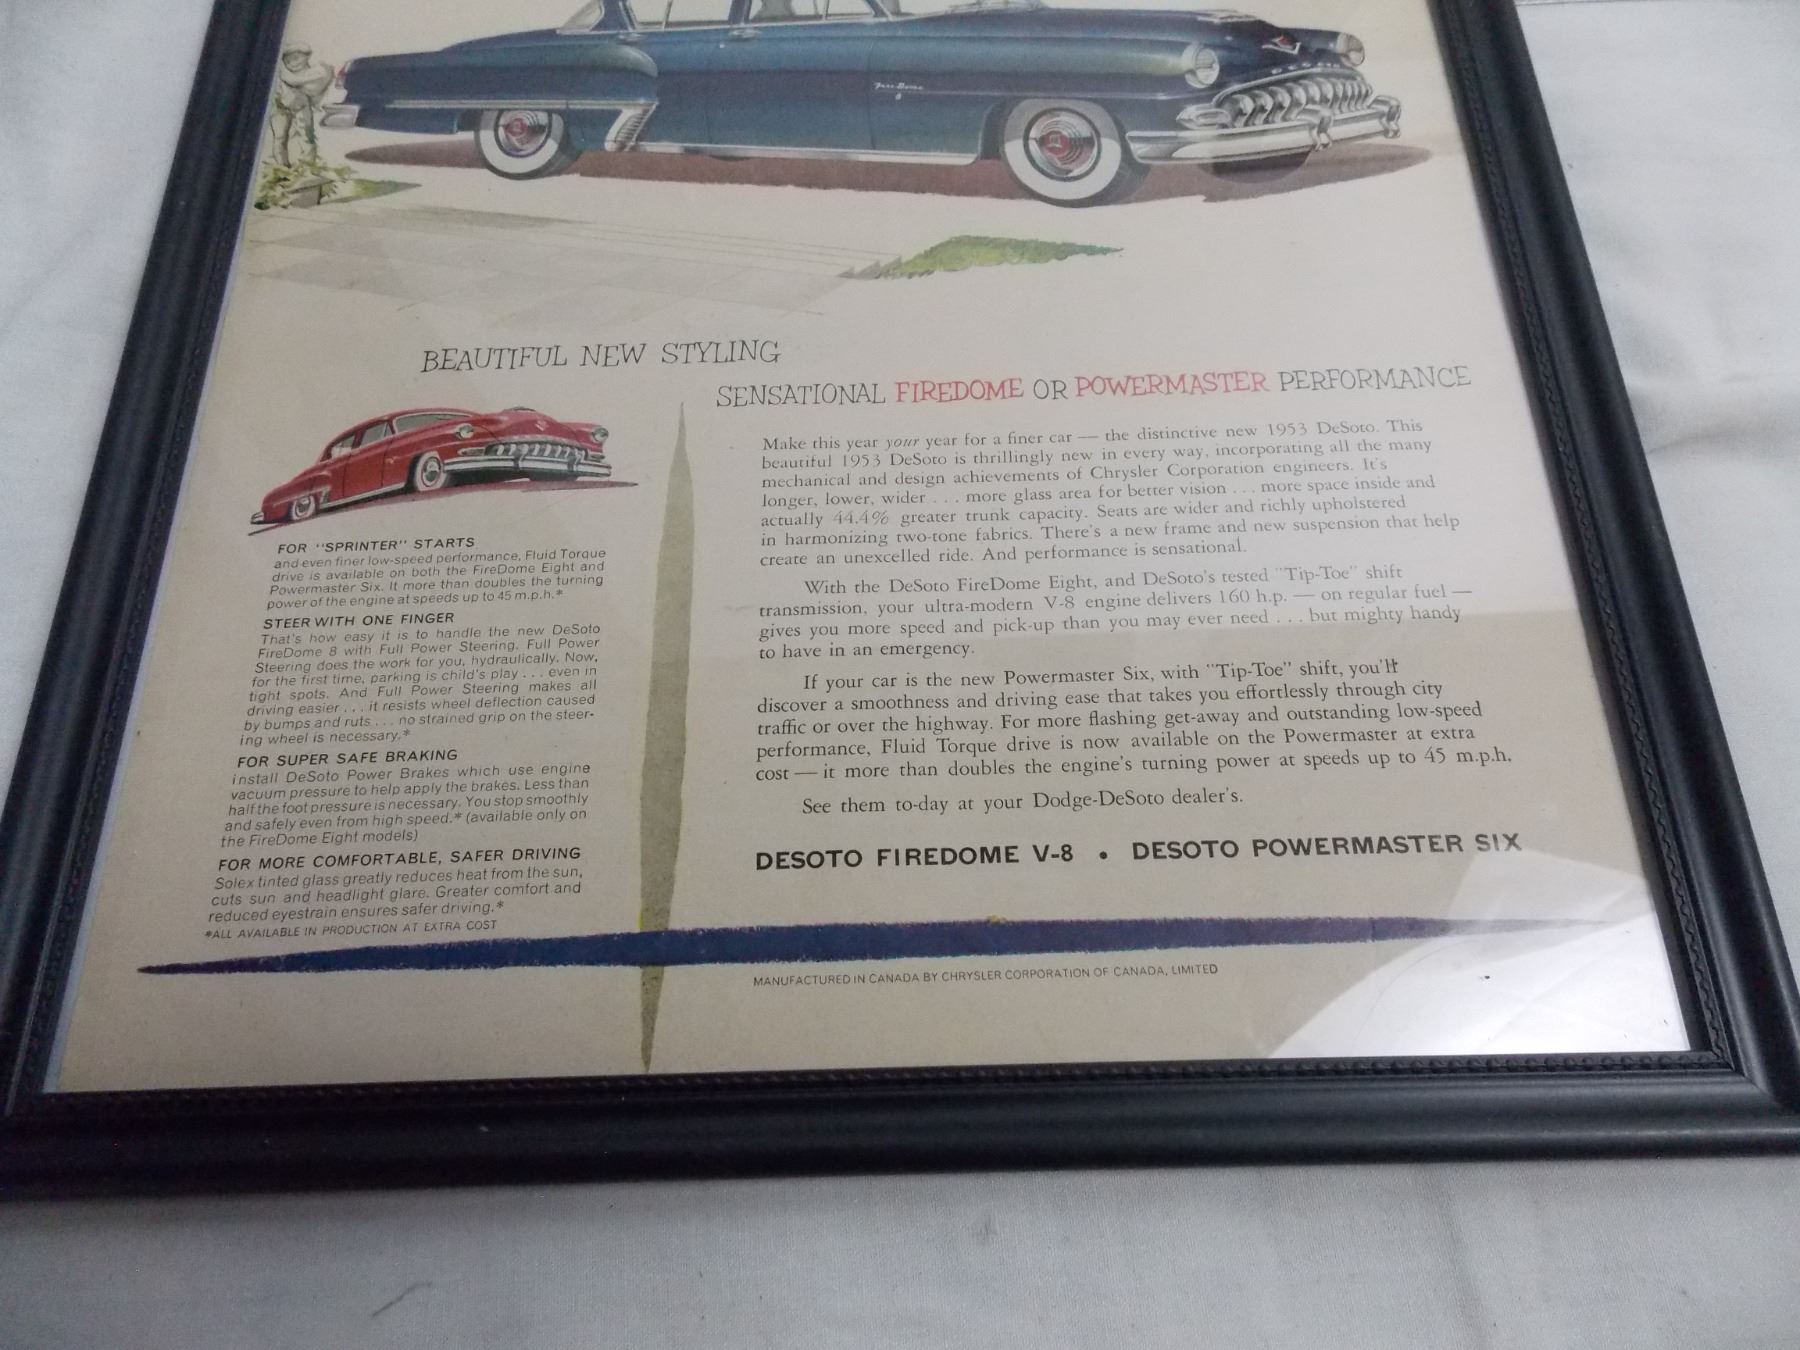 DESOTO
FireDome
8
BEAUTIFUL NEW STYLING
SENSATIONAL FIREDOME OR POWERMASTER PERFORMANCE
FOR "SPRINTER" STARTS
and even finer low-speed performance, Fluid Torque
drive is available on both the FireDome Eight and
Powermaster Six. It more than doubles the turning
power of the engine at speeds up to 45 m.p.h.*
STEER WITH ONE FINGER
That's how easy it is to handle the new DeSoto
FireDome 8 with Full Power Steering. Full Power
Steering does the work for you, hydraulically. Now,
for the first time, parking is child's play . . . even in
tight spots. And Full Power Steering makes all
driving easier . . . it resists wheel deflection caused
by bumps and ruts . . . no strained grip on the steer-
ing wheel is necessary.*
FOR SUPER SAFE BRAKING
install DeSoto Power Brakes which use engine
vacuum pressure to help apply the brakes. Less than
half the foot pressure is necessary. You stop smoothly
and safely even from high speed.* (available only on
the FireDome Eight models)
FOR MORE COMFORTABLE, SAFER DRIVING
Solex tinted glass greatly reduces heat from the sun,
cuts sun and headlight glare. Greater comfort and
reduced eyestrain ensures safer driving.*
*ALL AVAILABLE IN PRODUCTION AT EXTRA COST
Make this year your year for a finer car — the distinctive new 1953 DeSoto. This
beautiful 1953 DeSoto is thrillingly new in every way, incorporating all the many
mechanical and design achievements of Chrysler Corporation engineers. It's
longer, lower, wider . . . more glass area for better vision . . . more space inside and
actually 44.4% greater trunk capacity. Seats are wider and richly upholstered
in harmonizing two-tone fabrics. There's a new frame and new suspension that help
create an unexcelled ride. And performance is sensational.
With the DeSoto FireDome Eight, and DeSoto's tested "Tip-Toe" shift
transmission, your ultra-modern V-8 engine delivers 160 h.p. — on regular fuel —
gives you more speed and pick-up than you may ever need . . . but mighty handy
to have in an emergency.
If your car is the new Powermaster Six, with "Tip-Toe" shift, you'll
discover a smoothness and driving ease that takes you effortlessly through city
traffic or over the highway. For more flashing get-away and outstanding low-speed
performance, Fluid Torque drive is now available on the Powermaster at extra
cost — it more than doubles the engine's turning power at speeds up to 45 m.p.h.
See them to-day at your Dodge-DeSoto dealer's.
DESOTO FIREDOME V-8 • DESOTO POWERMASTER SIX
MANUFACTURED IN CANADA BY CHRYSLER CORPORATION OF CANADA, LIMITED